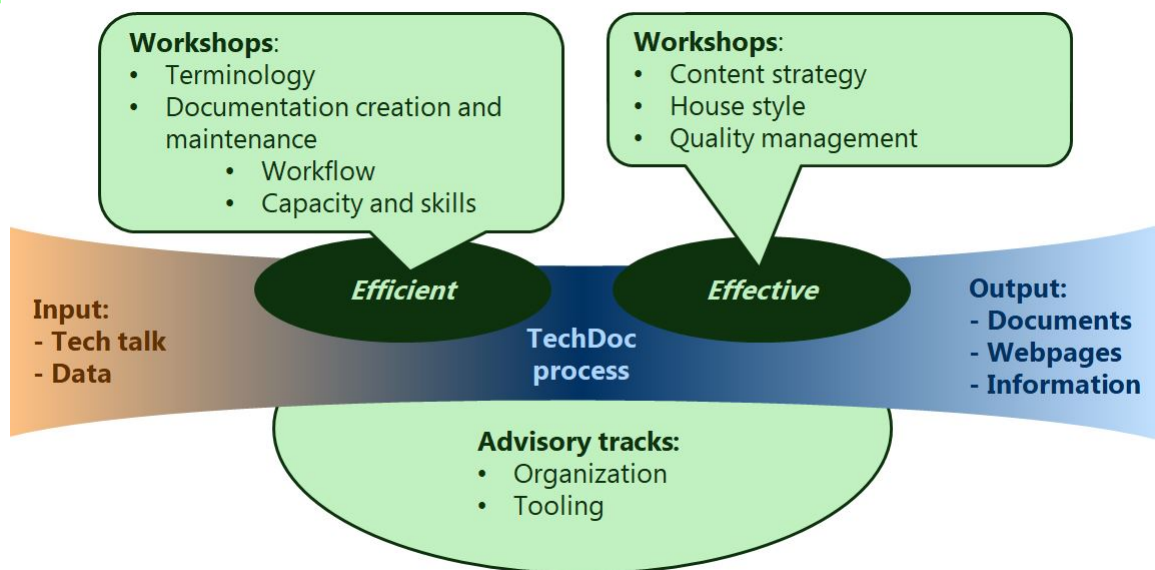 Workshops:
• Terminology
• Documentation creation and
maintenance
• Workflow
• Capacity and skills
Workshops:
• Content strategy
• House style
• Quality management
Efficient
Effective
Input:
- Tech talk
- Data
TechDoc
process
Output:
- Documents
- Webpages
- Information
Advisory tracks:
• Organization
• Tooling